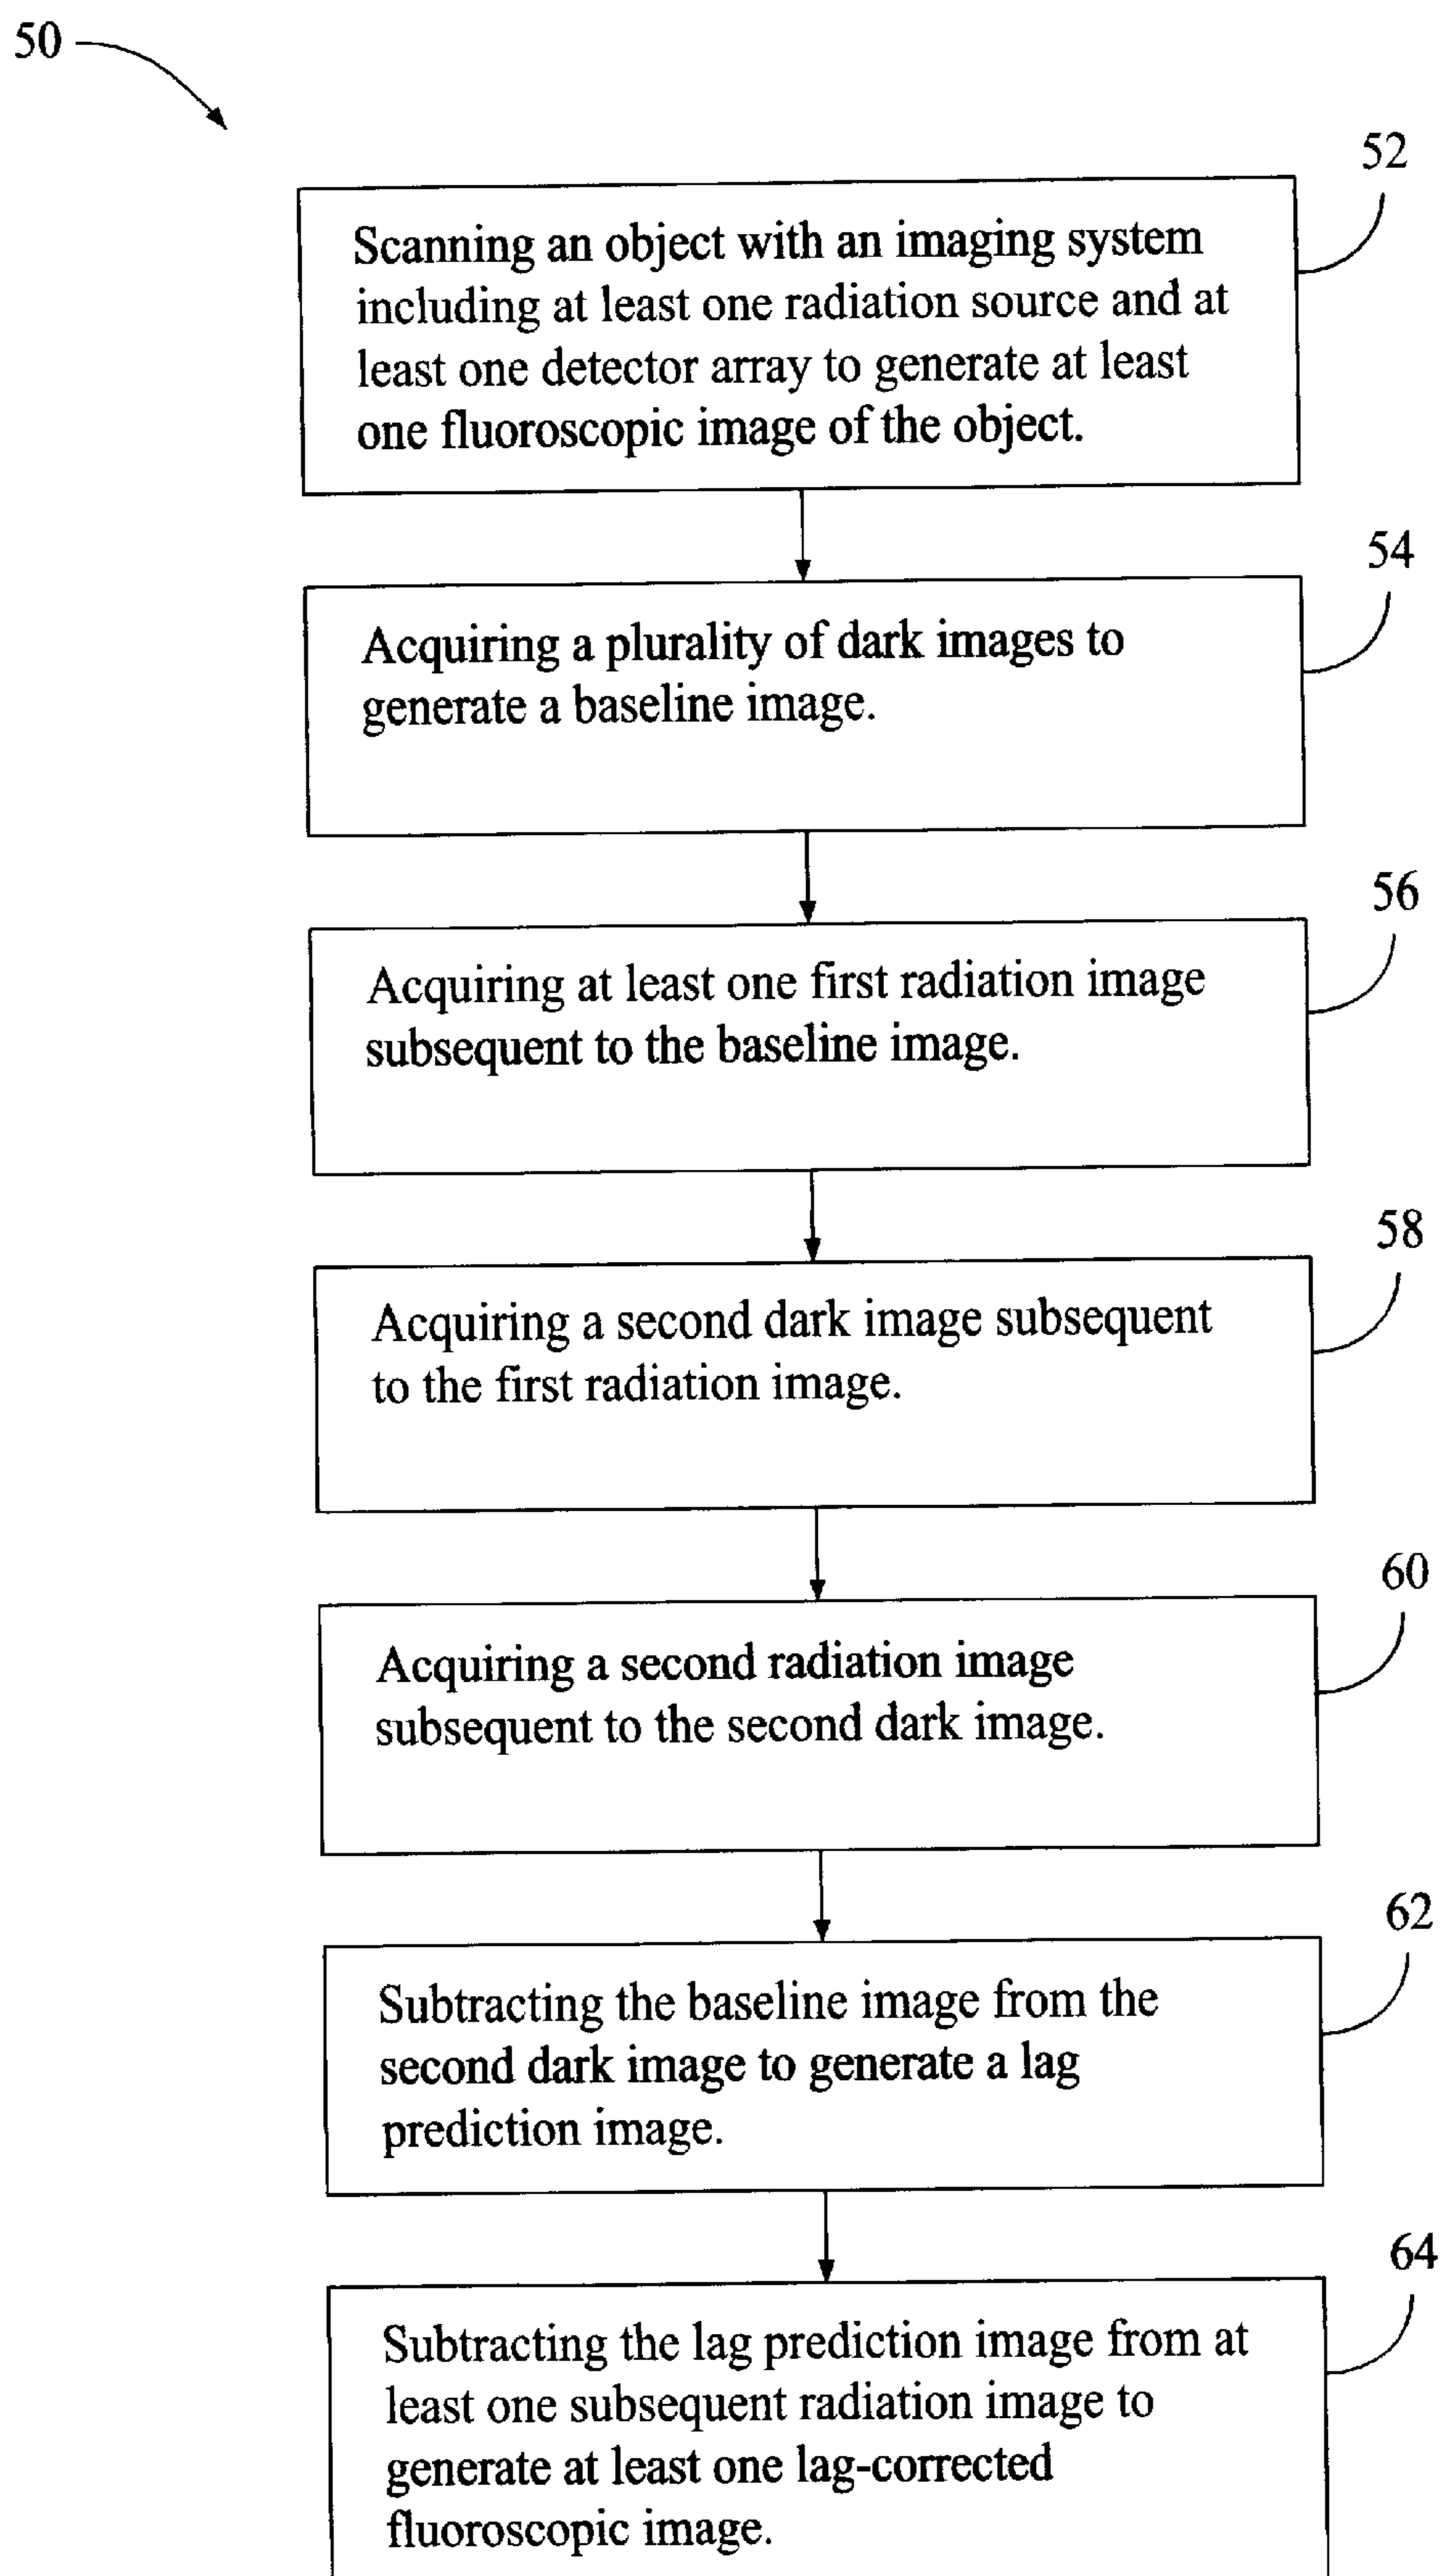 50
52
Scanning an object with an imaging system
including at least one radiation source and at
least one detector array to generate at least
one fluoroscopic image of the object.
54
Acquiring a plurality of dark images to
generate a baseline image.
56
Acquiring at least one first radiation image
subsequent to the baseline image.
58
Acquiring a second dark image subsequent
to the first radiation image.
60
Acquiring a second radiation image
subsequent to the second dark image.
62
Subtracting the baseline image from the
second dark image to generate a lag
prediction image.
64
Subtracting the lag prediction image from at
least one subsequent radiation image to
generate at least one lag-corrected
fluoroscopic image.